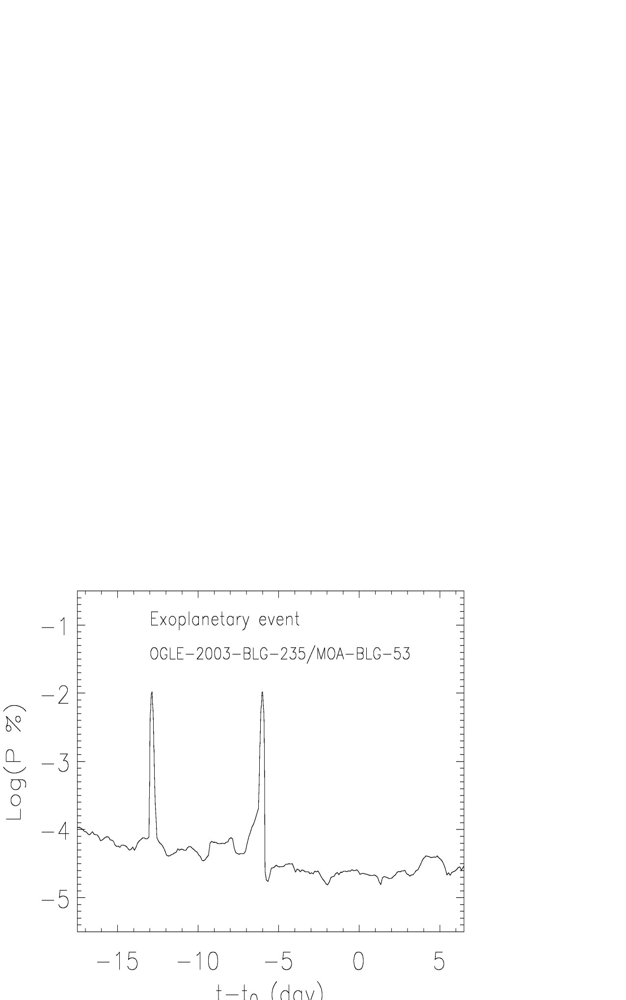 Exoplanetary event
OGLE-2003-BLG-235/MOA-BLG-53
Log(P %)
-1
-2
-3
-4
-5
-15 -10 -5 0 5
t-t₀ (day)